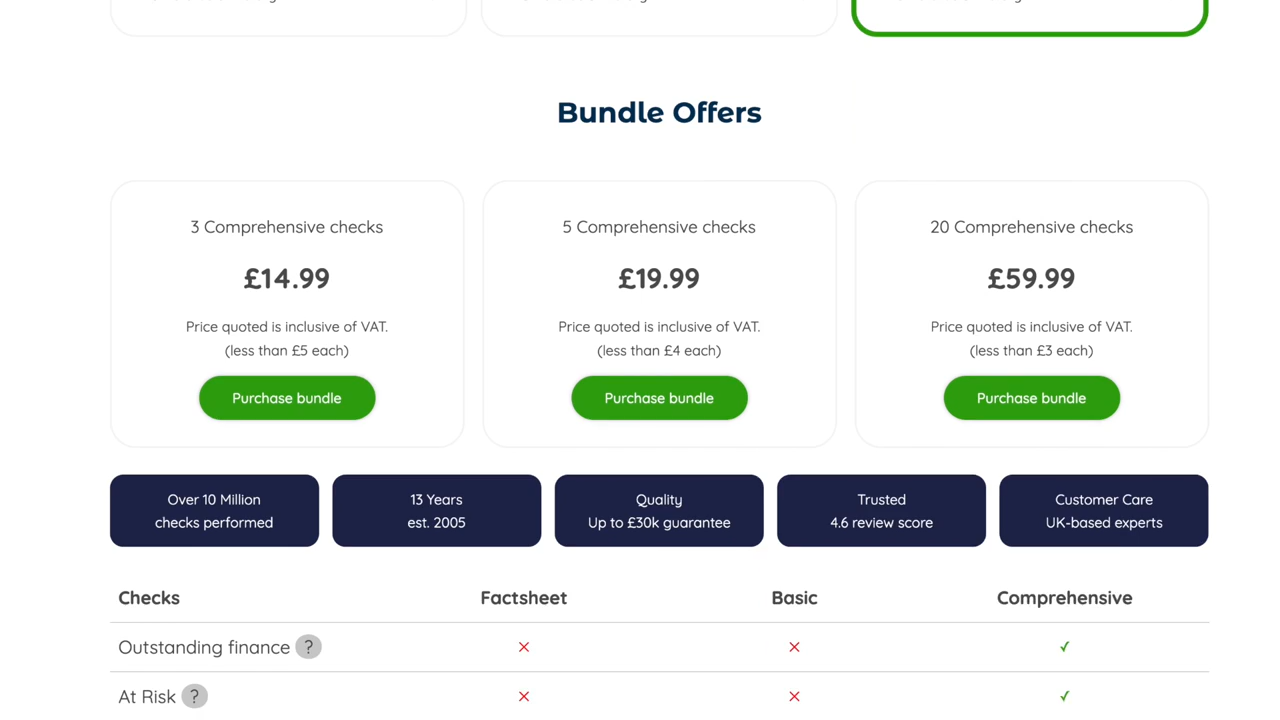 Bundle Offers
3 Comprehensive checks
£14.99
Price quoted is inclusive of VAT.
(less than £5 each)
Purchase bundle
5 Comprehensive checks
£19.99
Price quoted is inclusive of VAT.
(less than £4 each)
Purchase bundle
20 Comprehensive checks
£59.99
Price quoted is inclusive of VAT.
(less than £3 each)
Purchase bundle
Over 10 Million
checks performed
13 Years
est. 2005
Quality
Up to £30k guarantee
Trusted
4.6 review score
Customer Care
UK-based experts
Checks Factsheet Basic Comprehensive
Outstanding finance ?
At Risk ?